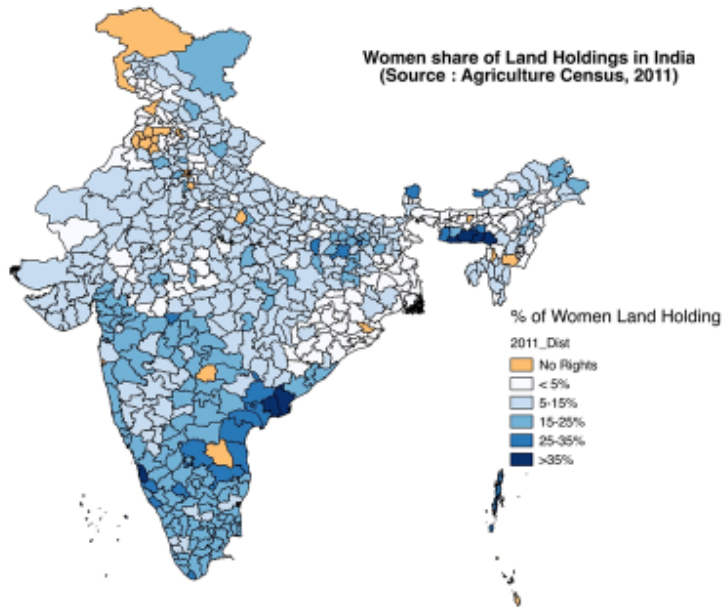 Women share of Land Holdings in India
(Source : Agriculture Census, 2011)
% of Women Land Holding
2011_Dist
No Rights
< 5%
5-15%
15-25%
25-35%
>35%